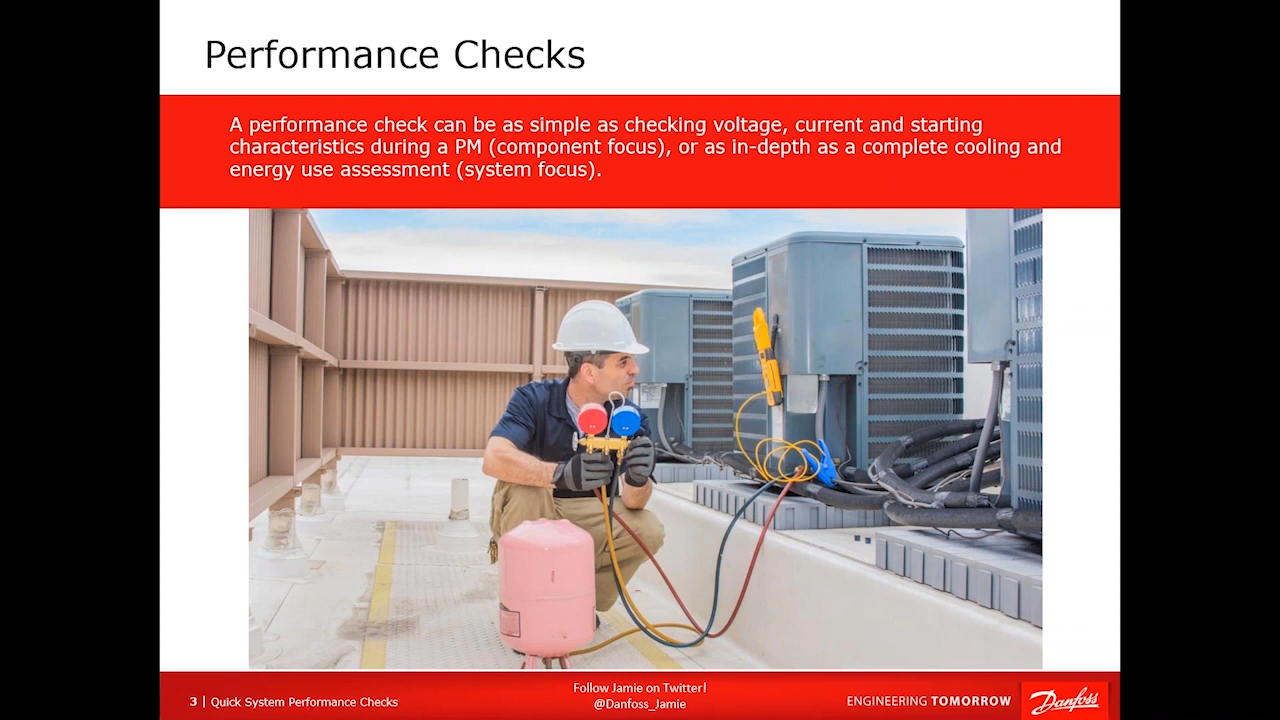 Performance Checks
A performance check can be as simple as checking voltage, current and starting
characteristics during a PM (component focus), or as in-depth as a complete cooling and
energy use assessment (system focus).
3 | Quick System Performance Checks
Follow Jamie on Twitter!
@Danfoss_Jamie
ENGINEERING TOMORROW
Danfoss